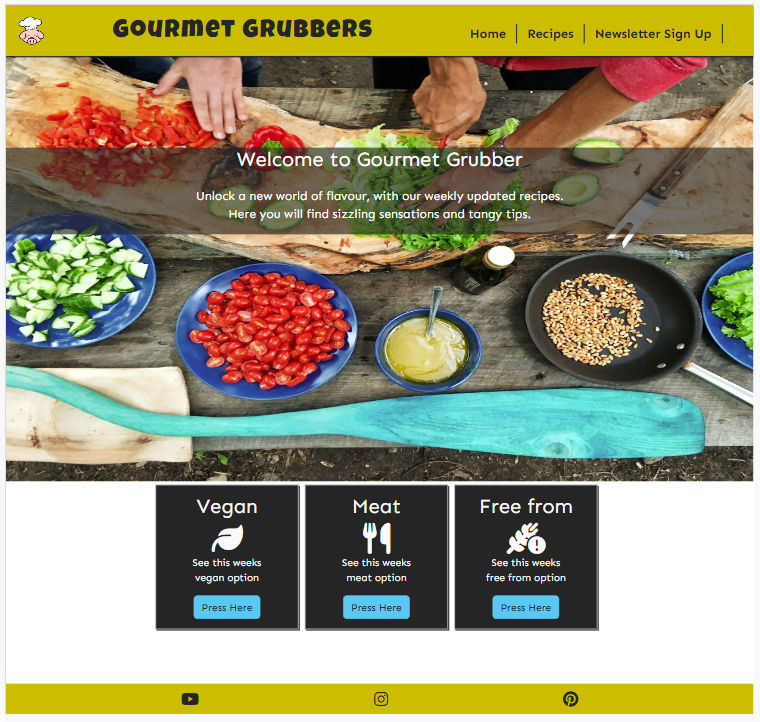 Gourmet Grubbers
Home
Recipes
Newsletter Sign Up
Welcome to Gourmet Grubber
Unlock a new world of flavour, with our weekly updated recipes.
Here you will find sizzling sensations and tangy tips.
Vegan
See this weeks
vegan option
Press Here
Meat
See this weeks
meat option
Press Here
Free from
See this weeks
free from option
Press Here